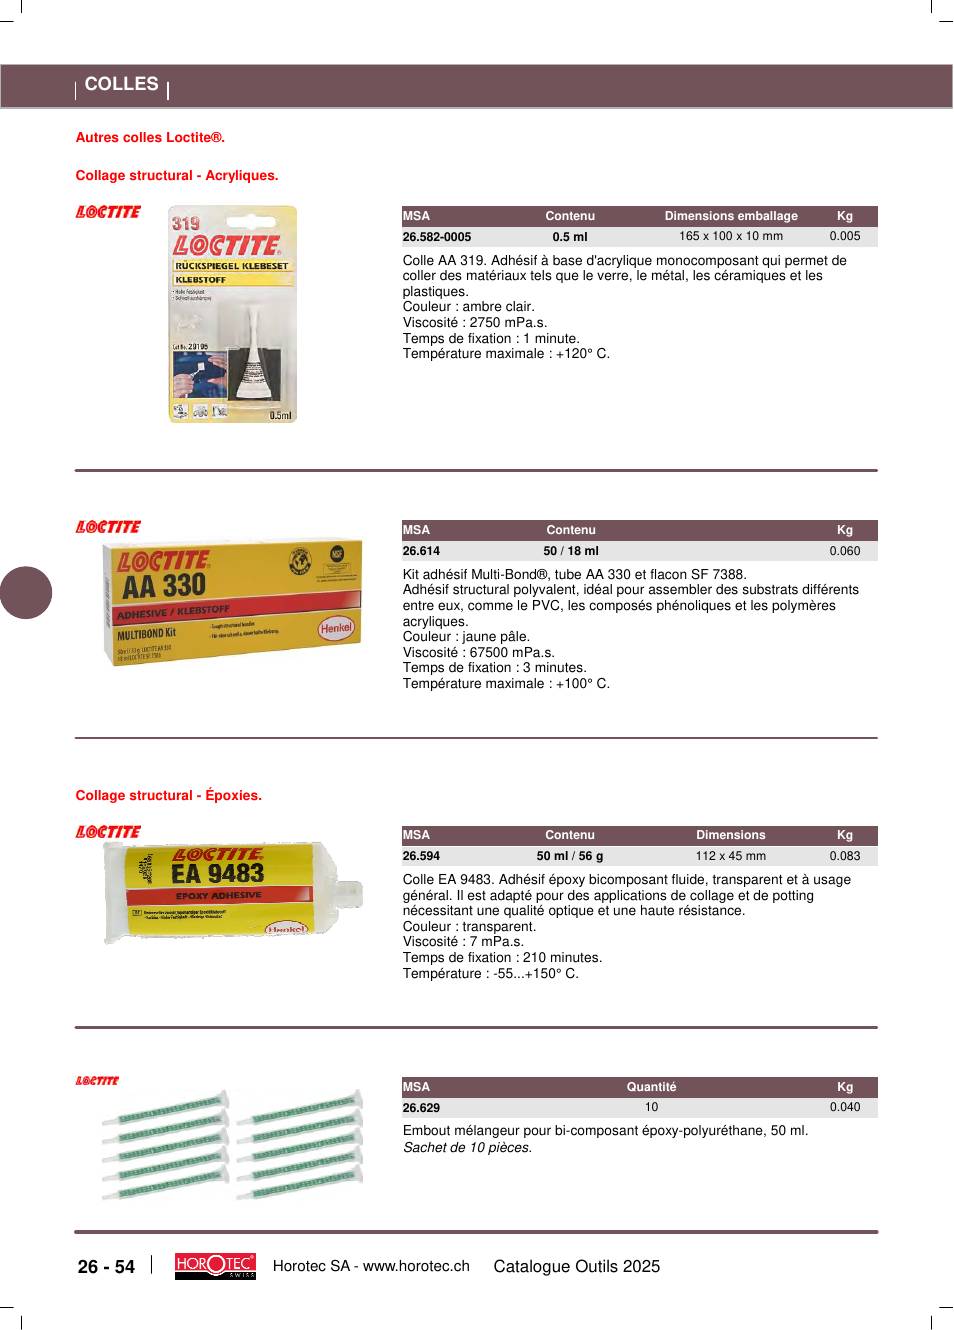 COLLES
Autres colles Loctite®.
Collage structural - Acryliques.
LOCTITE
319
LOCTITE
RÜCKSPIEGEL KLEBESET
KLEBSTOFF
0.5ml
MSA Contenu Dimensions emballage Kg
26.582-0005 0.5 ml 165 x 100 x 10 mm 0.005
Colle AA 319. Adhésif à base d'acrylique monocomposant qui permet de
coller des matériaux tels que le verre, le métal, les céramiques et les
plastiques.
Couleur : ambre clair.
Viscosité : 2750 mPa.s.
Temps de fixation : 1 minute.
Température maximale : +120° C.
LOCTITE
LOCTITE
AA 330
ADHESIVE / KLEBSTOFF
MULTIBOND Kit
Henkel
MSA Contenu Kg
26.614 50 / 18 ml 0.060
Kit adhésif Multi-Bond®, tube AA 330 et flacon SF 7388.
Adhésif structural polyvalent, idéal pour assembler des substrats différents
entre eux, comme le PVC, les composés phénoliques et les polymères
acryliques.
Couleur : jaune pâle.
Viscosité : 67500 mPa.s.
Temps de fixation : 3 minutes.
Température maximale : +100° C.
Collage structural - Époxies.
LOCTITE
LOCTITE
EA 9483
EPOXY ADHESIVE
Henkel
MSA Contenu Dimensions Kg
26.594 50 ml / 56 g 112 x 45 mm 0.083
Colle EA 9483. Adhésif époxy bicomposant fluide, transparent et à usage
général. Il est adapté pour des applications de collage et de potting
nécessitant une qualité optique et une haute résistance.
Couleur : transparent.
Viscosité : 7 mPa.s.
Temps de fixation : 210 minutes.
Température : -55...+150° C.
LOCTITE
MSA Quantité Kg
26.629 10 0.040
Embout mélangeur pour bi-composant époxy-polyuréthane, 50 ml.
Sachet de 10 pièces.
26 - 54
HOROTEC
SWISS
Horotec SA - www.horotec.ch Catalogue Outils 2025